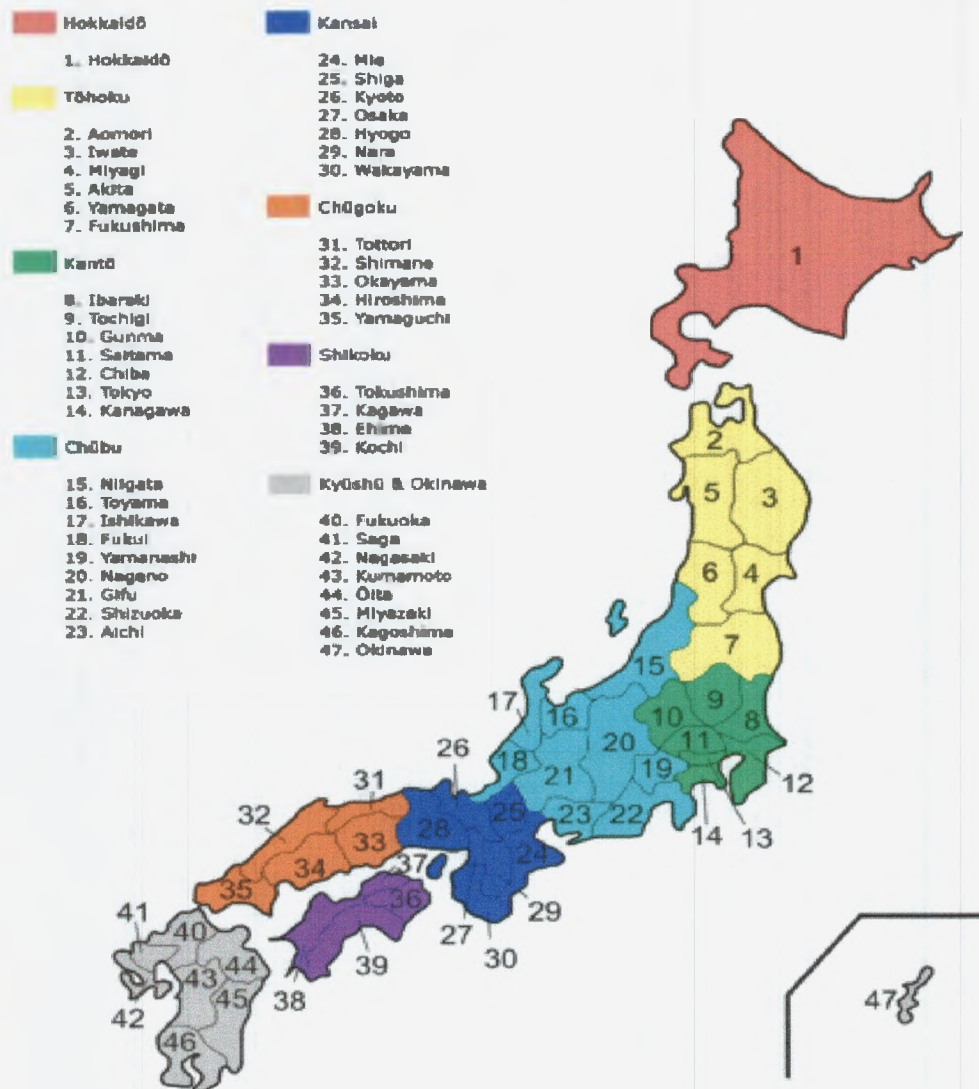 Hokkaidō
1. Hokkaidō
Tōhoku
2. Aomori
3. Iwate
4. Miyagi
5. Akita
6. Yamagata
7. Fukushima
Kantō
8. Ibaraki
9. Tochigi
10. Gunma
11. Saitama
12. Chiba
13. Tokyo
14. Kanagawa
Chūbu
15. Niigata
16. Toyama
17. Ishikawa
18. Fukui
19. Yamanashi
20. Nagano
21. Gifu
22. Shizuoka
23. Aichi
Kansai
24. Mie
25. Shiga
26. Kyoto
27. Osaka
28. Hyogo
29. Nara
30. Wakayama
Chūgoku
31. Tottori
32. Shimane
33. Okayama
34. Hiroshima
35. Yamaguchi
Shikoku
36. Tokushima
37. Kagawa
38. Ehime
39. Kochi
Kyūshū & Okinawa
40. Fukuoka
41. Saga
42. Nagasaki
43. Kumamoto
44. Ōita
45. Miyazaki
46. Kagoshima
47. Okinawa
1
2
5
3
6
4
7
15
17
16
10
9
8
26
18
21
20
11
19
12
31
32
28
25
23
22
14
13
33
34
37
24
35
36
29
41
40
27
30
39
44
43
38
45
42
46
47